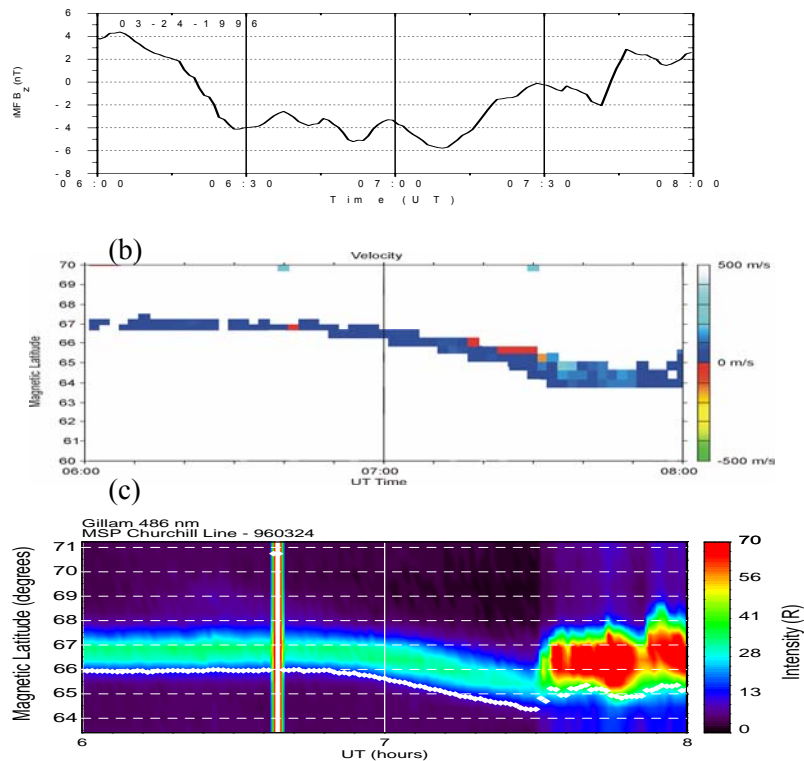 03-24-1996
6
4
2
0
-2
-4
-6
-8
IMF B_z (nT)
06:00 06:30 07:00 07:30 08:00
Time (UT)
(b)
Velocity
70
69
68
67
66
65
64
63
62
61
60
Magnetic Latitude
500 m/s
0 m/s
-500 m/s
06:00 07:00 08:00
UT Time
(c)
Gillam 486 nm
MSP Churchill Line - 960324
71
70
69
68
67
66
65
64
Magnetic Latitude (degrees)
70
56
41
28
13
0
Intensity (R)
6 7 8
UT (hours)